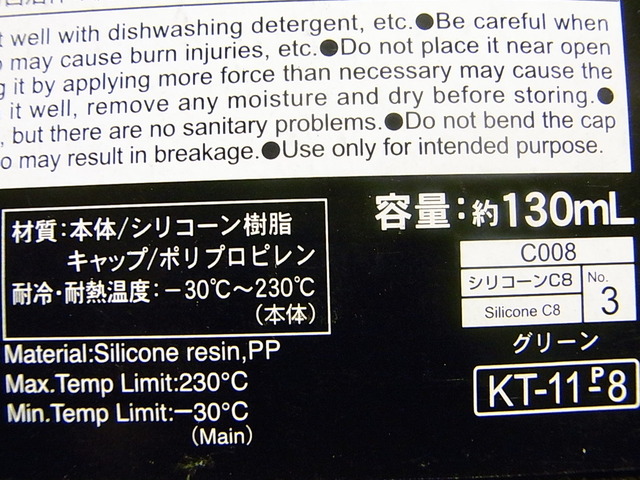 t well with dishwashing detergent, etc.●Be careful when
may cause burn injuries, etc.●Do not place it near open
g it by applying more force than necessary may cause the
it well, remove any moisture and dry before storing.●
, but there are no sanitary problems.●Do not bend the cap
o may result in breakage.●Use only for intended purpose.
材質:本体/シリコーン樹脂
キャップ/ポリプロピレン
耐冷・耐熱温度:−30℃〜230℃
(本体)
Material:Silicone resin,PP
Max.Temp Limit:230°C
Min.Temp Limit:−30°C
(Main)
容量:約130mL
C008
シリコーンC8
Silicone C8
No.
3
グリーン
KT-11-P-8